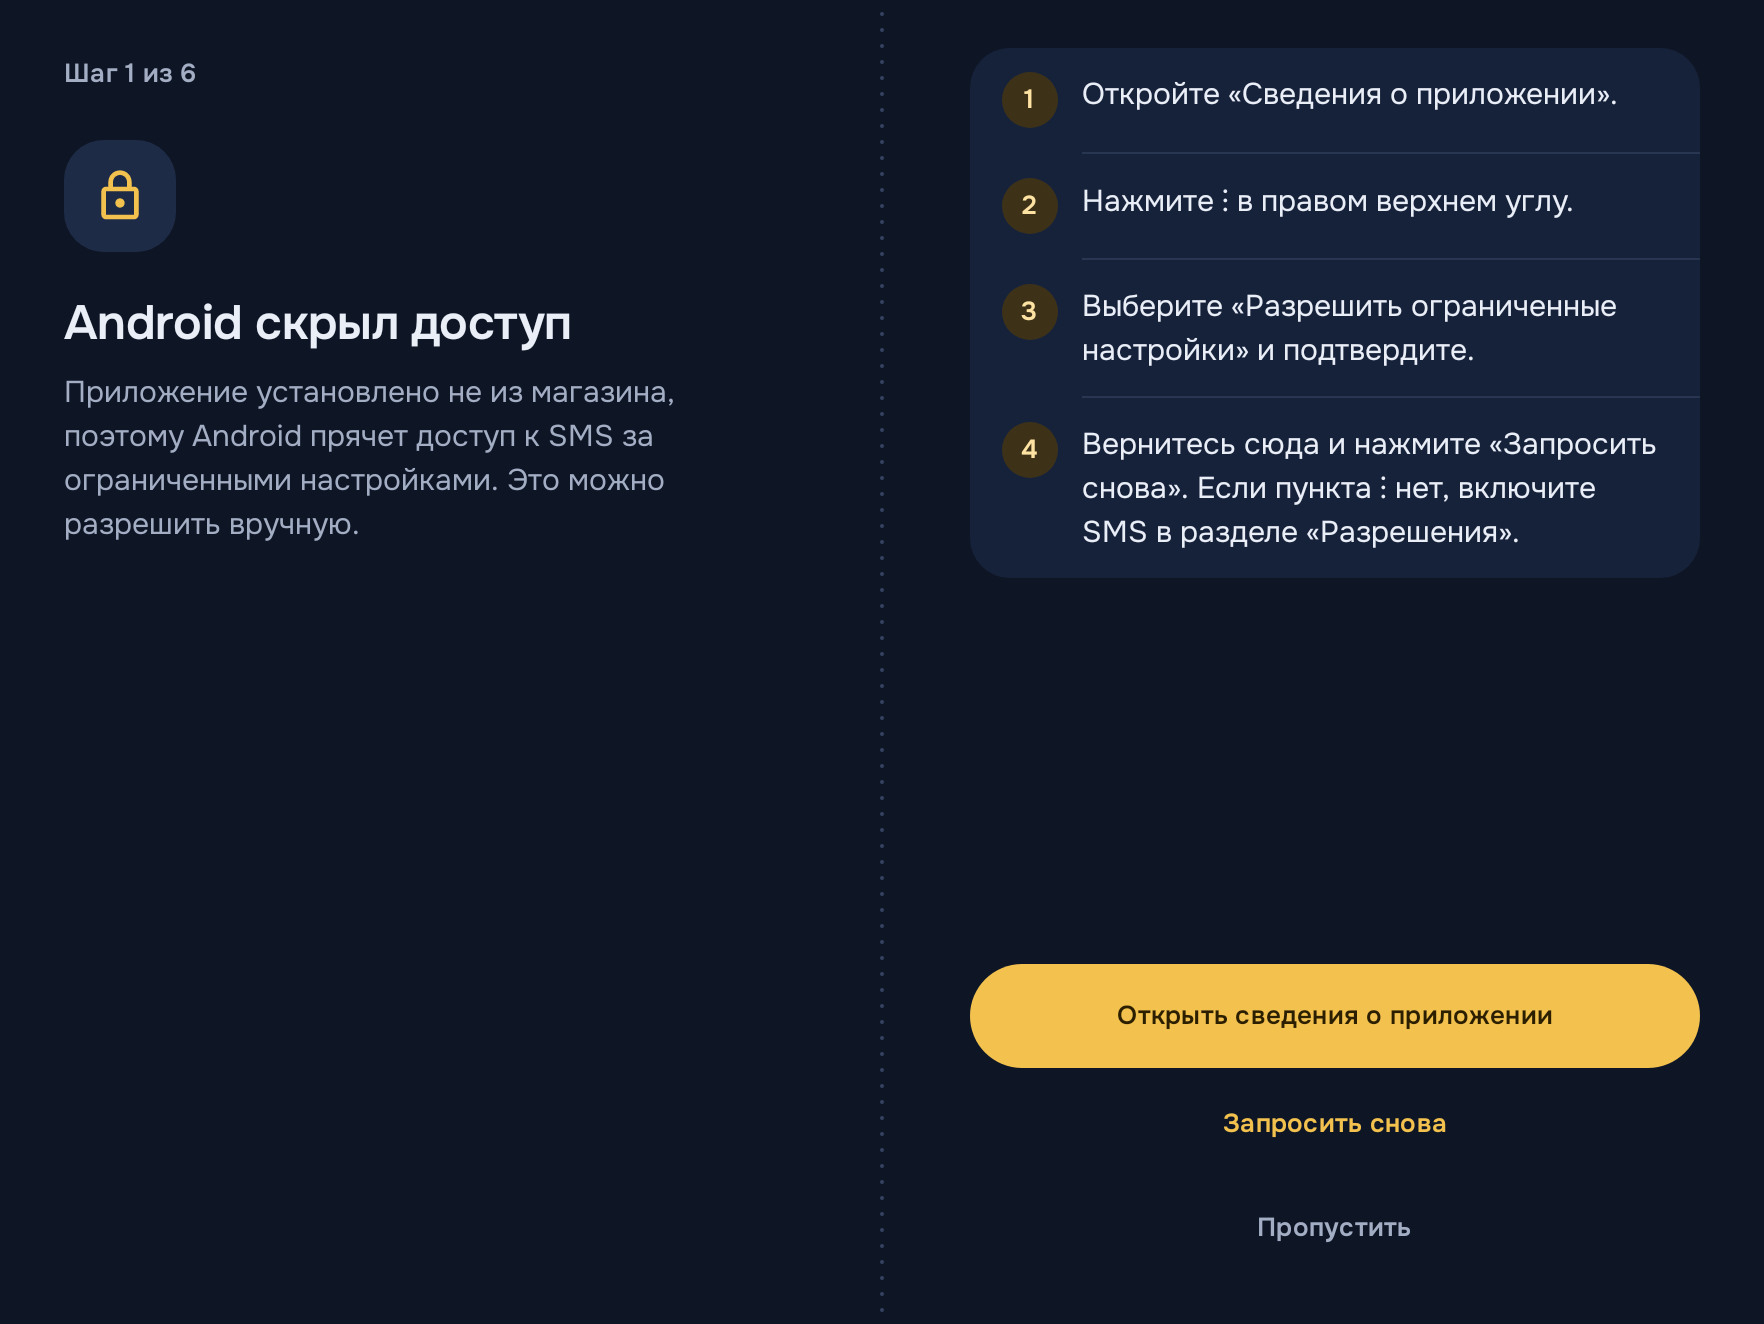 Шаг 1 из 6
Android скрыл доступ
Приложение установлено не из магазина,
поэтому Android прячет доступ к SMS за
ограниченными настройками. Это можно
разрешить вручную.
1
Откройте «Сведения о приложении».
2
Нажмите ⋮ в правом верхнем углу.
3
Выберите «Разрешить ограниченные
настройки» и подтвердите.
4
Вернитесь сюда и нажмите «Запросить
снова». Если пункта ⋮ нет, включите
SMS в разделе «Разрешения».
Открыть сведения о приложении
Запросить снова
Пропустить